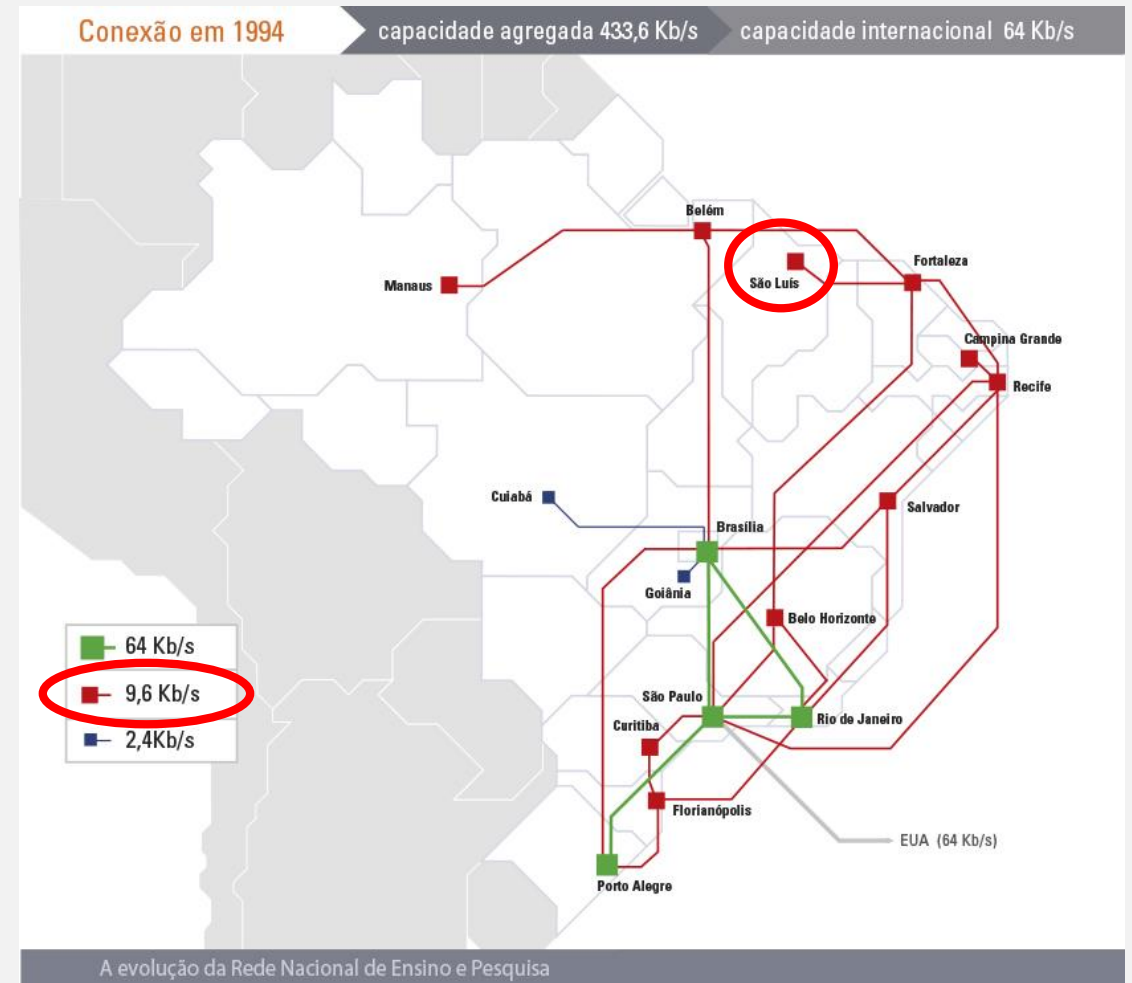 Conexão em 1994
capacidade agregada 433,6 Kb/s
capacidade internacional 64 Kb/s
Belém
São Luís
Fortaleza
Manaus
Campina Grande
Recife
Cuiabá
Salvador
Brasília
Goiânia
Belo Horizonte
64 Kb/s
9,6 Kb/s
2,4Kb/s
São Paulo
Rio de Janeiro
Curitiba
Florianópolis
EUA (64 Kb/s)
Porto Alegre
A evolução da Rede Nacional de Ensino e Pesquisa